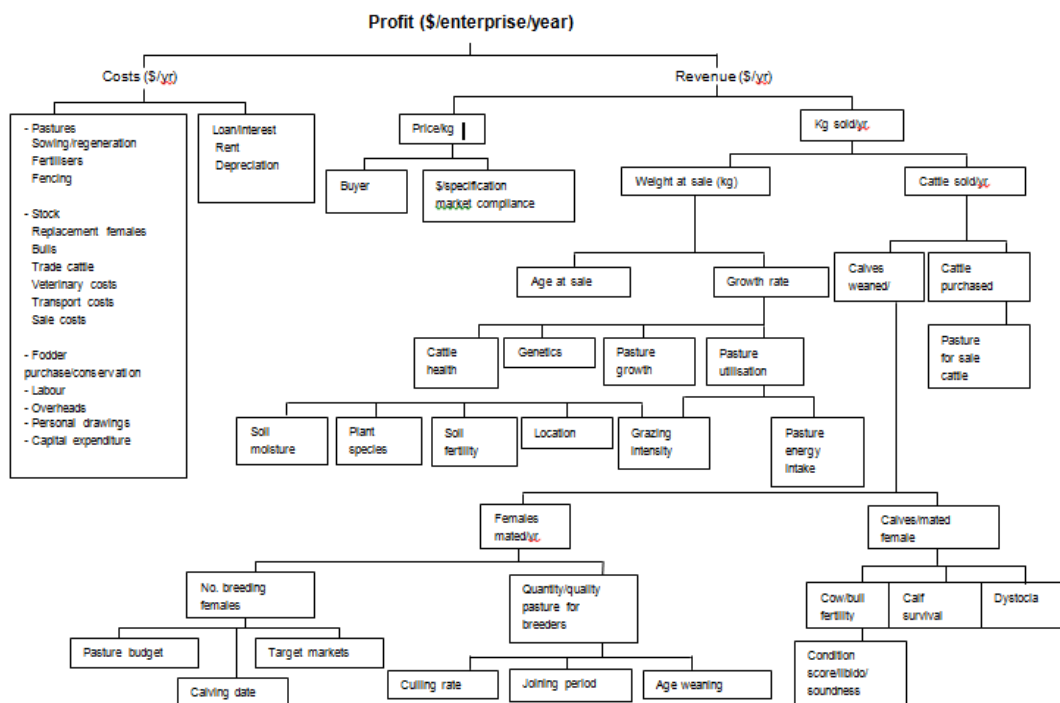 Profit ($/enterprise/year)
Costs ($/yr)
Revenue ($/yr)
- Pastures
Sowing/regeneration
Fertilisers
Fencing
- Stock
Replacement females
Bulls
Trade cattle
Veterinary costs
Transport costs
Sale costs
- Fodder
purchase/conservation
- Labour
- Overheads
- Personal drawings
- Capital expenditure
Loan/interest
Rent
Depreciation
Price/kg
Kg sold/yr.
Buyer
$/specification
market compliance
Weight at sale (kg)
Cattle sold/yr.
Age at sale
Growth rate
Calves
weaned/
Cattle
purchased
Cattle
health
Genetics
Pasture
growth
Pasture
utilisation
Pasture
for sale
cattle
Soil
moisture
Plant
species
Soil
fertility
Location
Grazing
intensity
Pasture
energy
intake
Females
mated/yr.
Calves/mated
female
No. breeding
females
Quantity/quality
pasture for
breeders
Cow/bull
fertility
Calf
survival
Dystocia
Pasture budget
Target markets
Calving date
Culling rate
Joining period
Age weaning
Condition
score/libido/
soundness